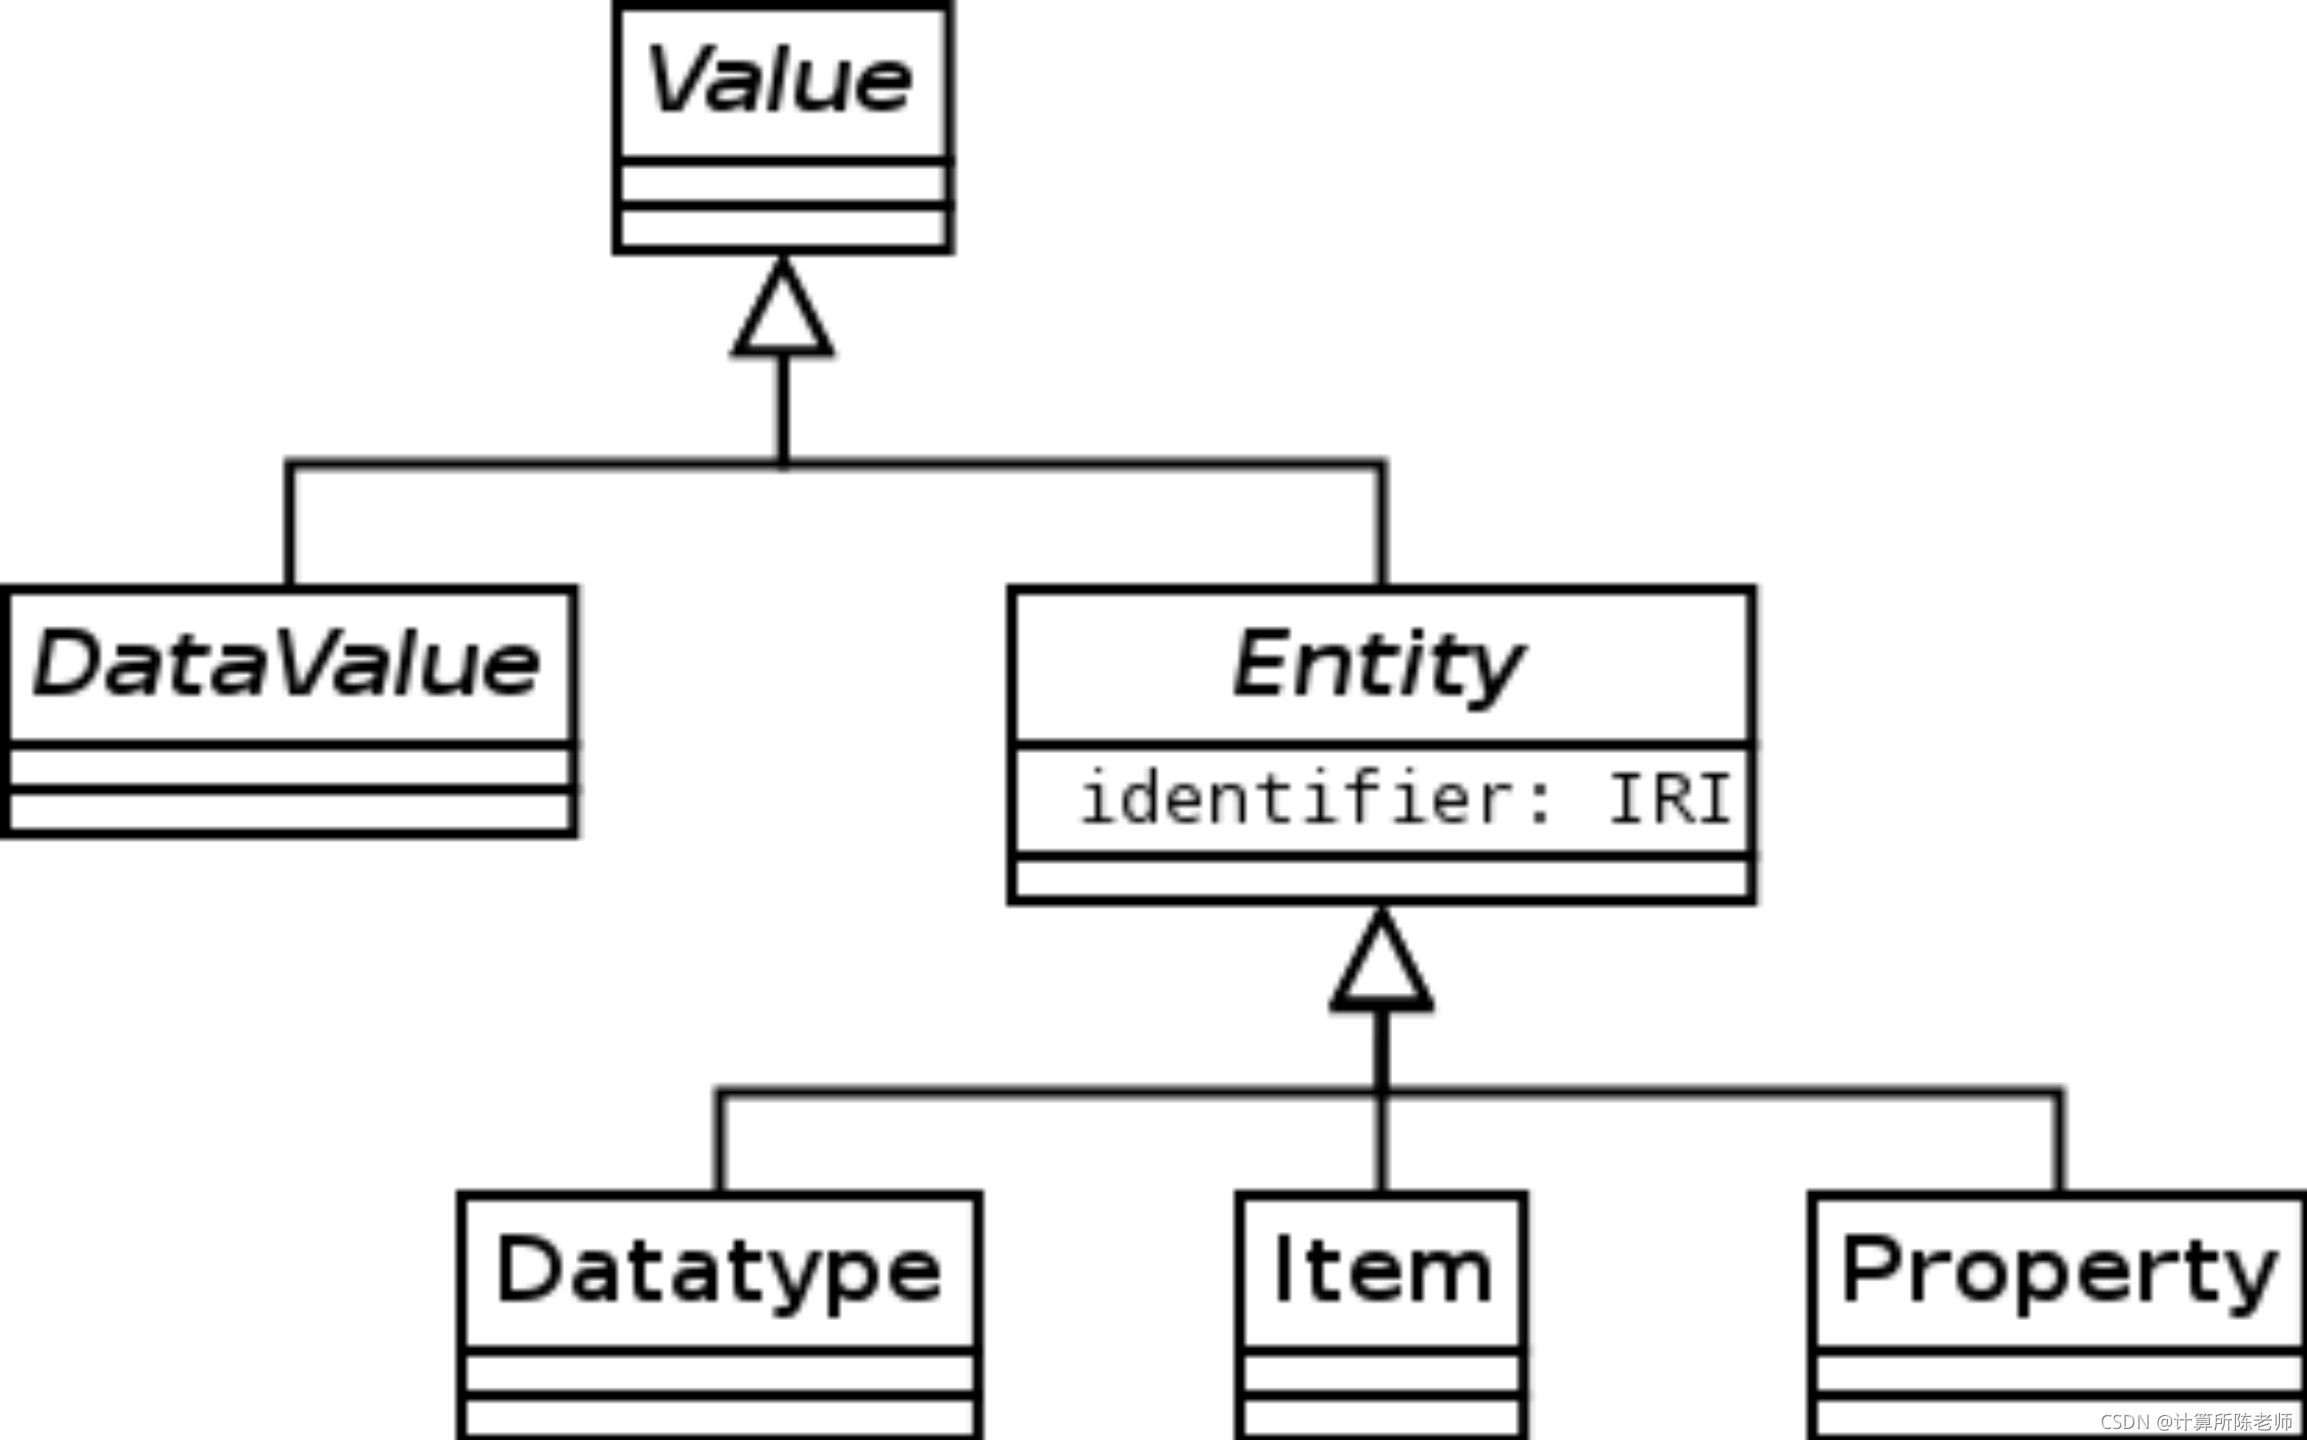 Value
DataValue
Entity
identifier: IRI
Datatype
Item
Property
CSDN @计算所陈老师